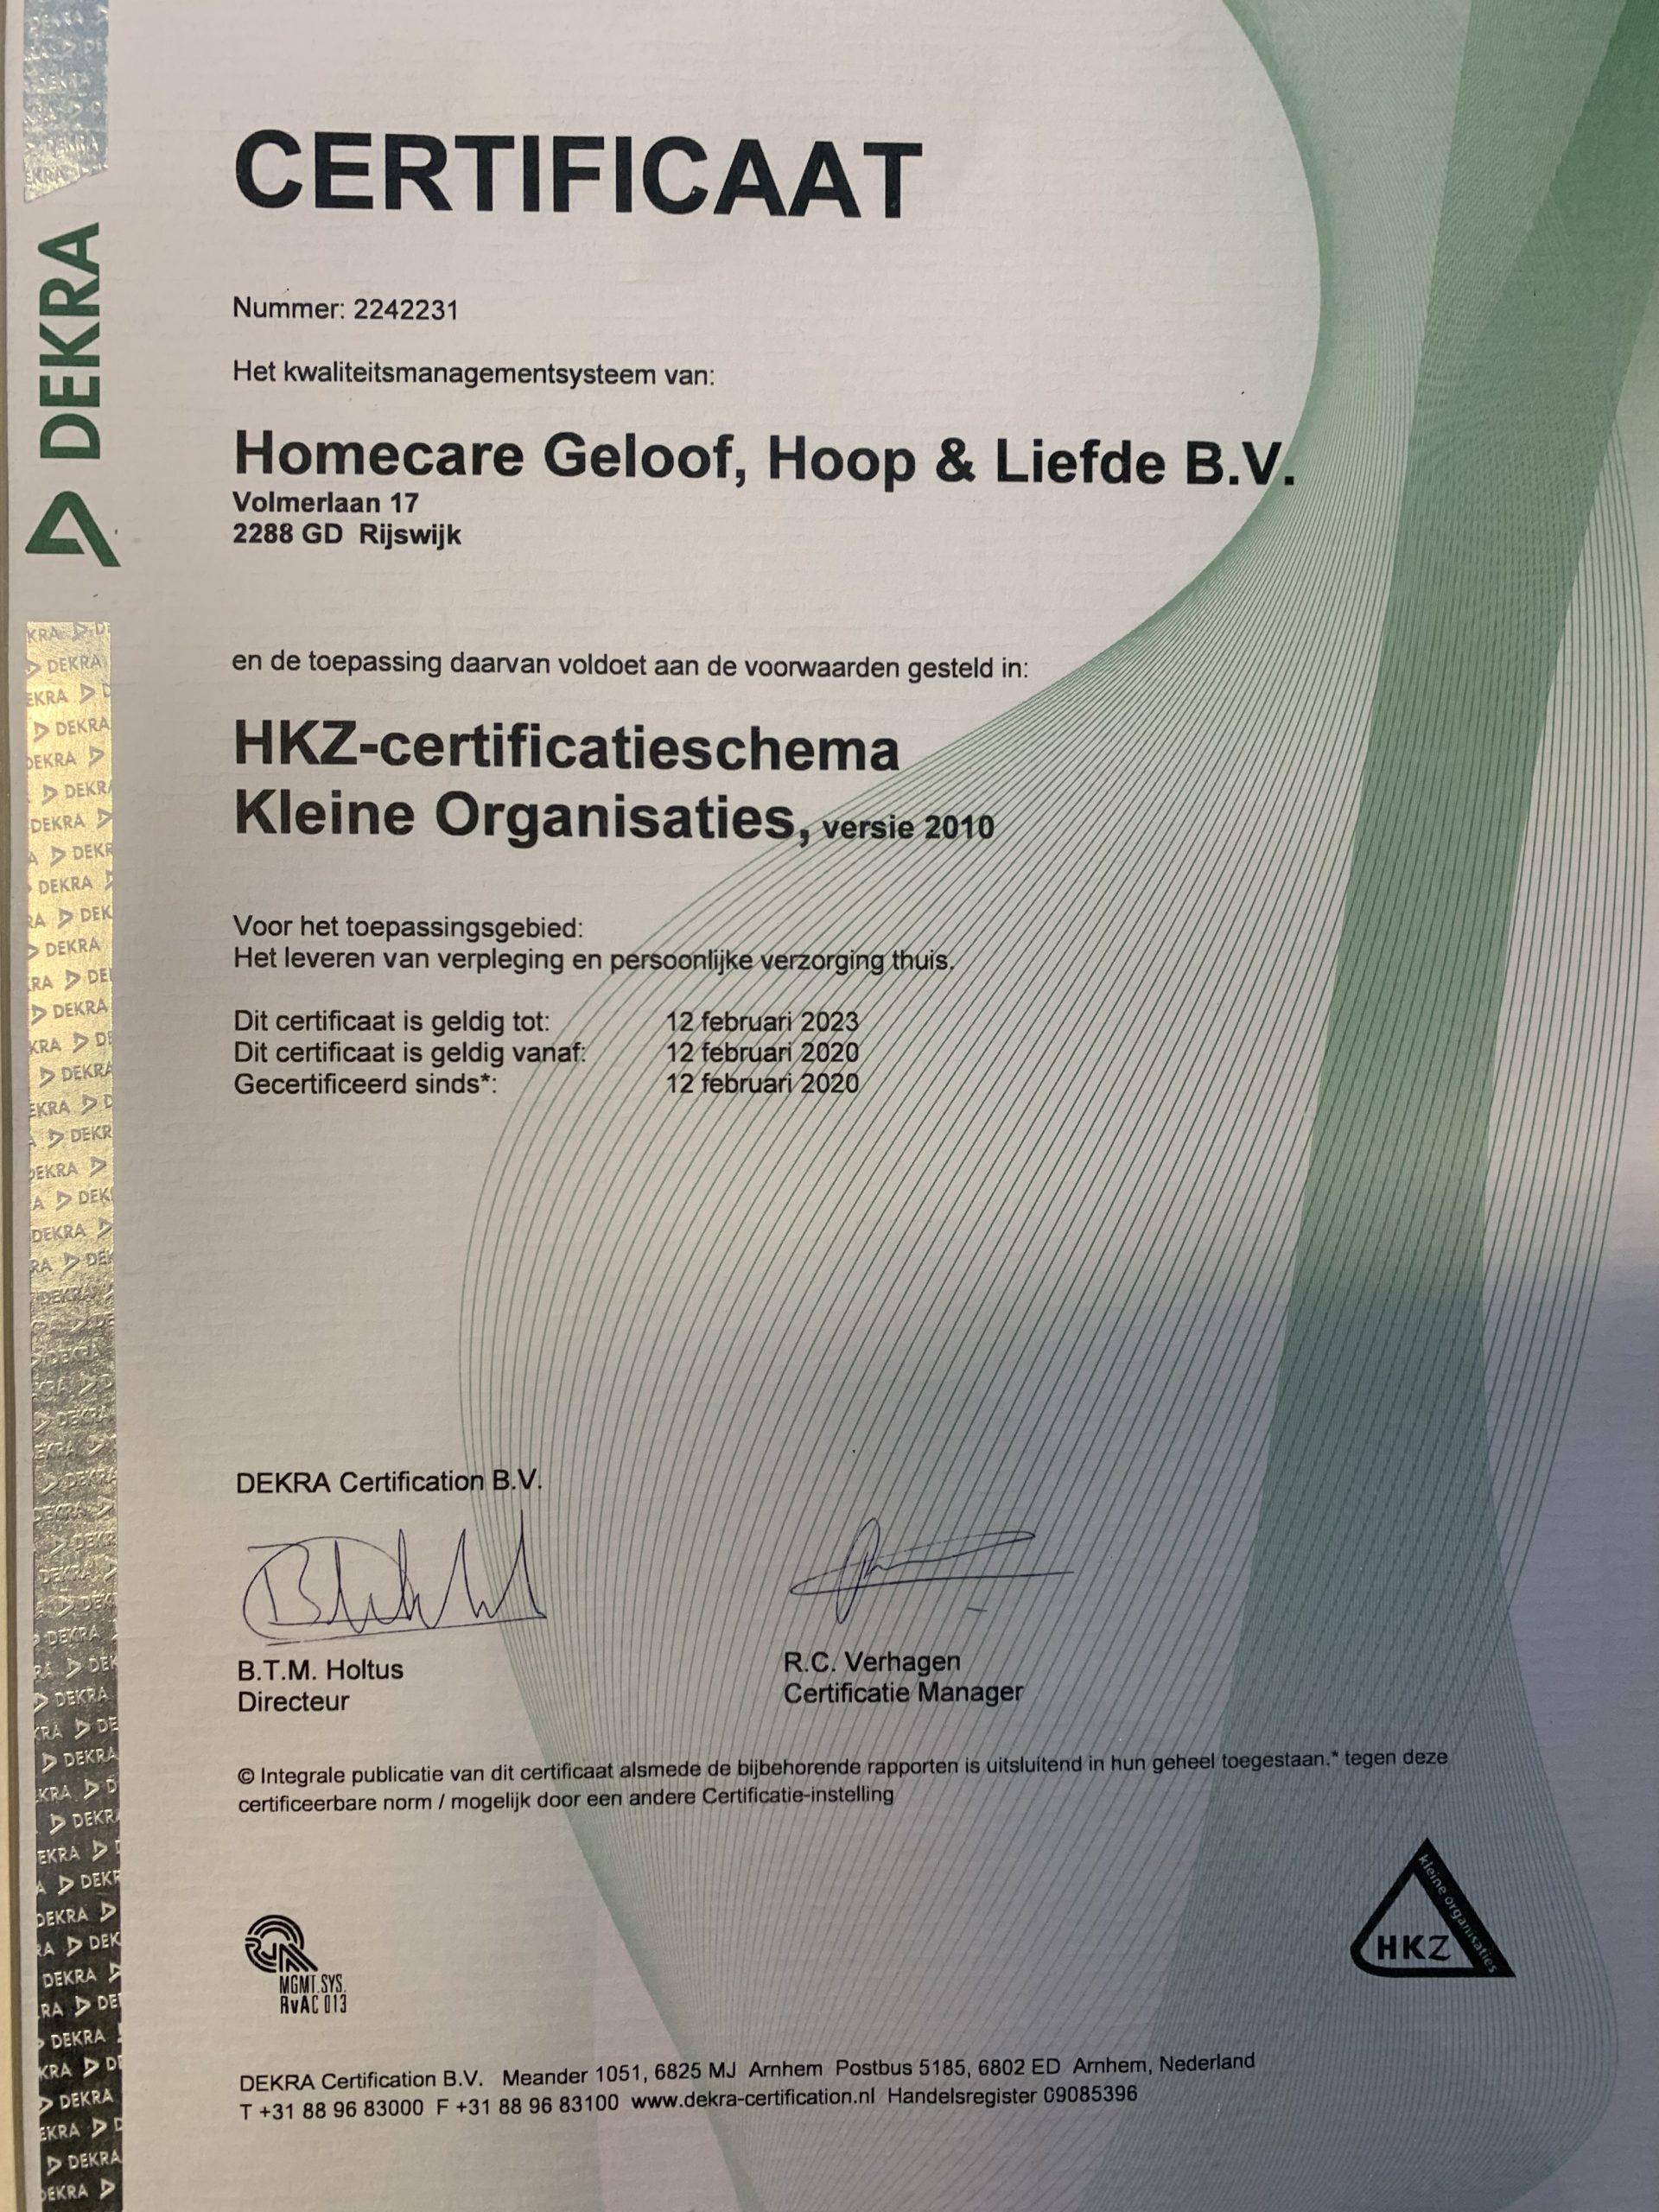 DEKRA
CERTIFICAAT
Nummer: 2242231
Het kwaliteitsmanagementsysteem van:
Homecare Geloof, Hoop & Liefde B.V.
Volmerlaan 17
2288 GD Rijswijk
en de toepassing daarvan voldoet aan de voorwaarden gesteld in:
HKZ-certificatieschema
Kleine Organisaties, versie 2010
Voor het toepassingsgebied:
Het leveren van verpleging en persoonlijke verzorging thuis.
Dit certificaat is geldig tot: 12 februari 2023
Dit certificaat is geldig vanaf: 12 februari 2020
Gecertificeerd sinds*: 12 februari 2020
DEKRA Certification B.V.
B.T.M. Holtus
Directeur
R.C. Verhagen
Certificatie Manager
© Integrale publicatie van dit certificaat alsmede de bijbehorende rapporten is uitsluitend in hun geheel toegestaan.* tegen deze
certificeerbare norm / mogelijk door een andere Certificatie-instelling
MGMT.SYS.
RvAC 013
kleine organisaties
HKZ
DEKRA Certification B.V. Meander 1051, 6825 MJ Arnhem Postbus 5185, 6802 ED Arnhem, Nederland
T +31 88 96 83000 F +31 88 96 83100 www.dekra-certification.nl Handelsregister 09085396